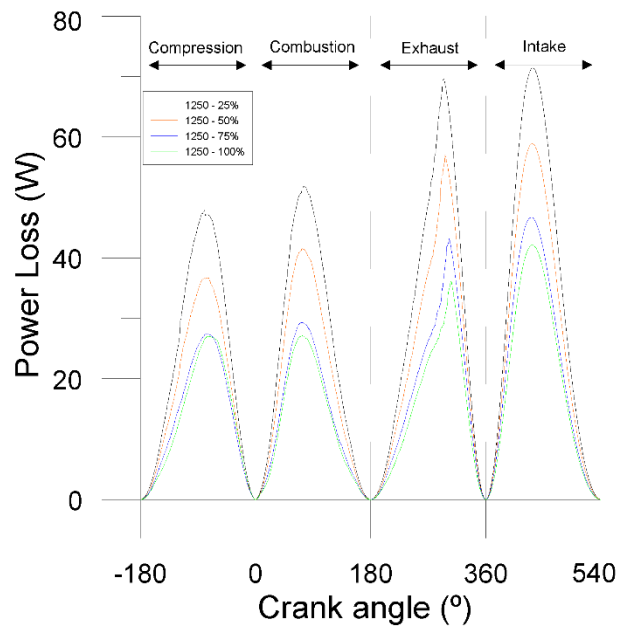 80
Compression
Combustion
Exhaust
Intake
1250 - 25%
1250 - 50%
1250 - 75%
1250 - 100%
60
40
20
0
Power Loss (W)
-180
0
180
360
540
Crank angle (º)